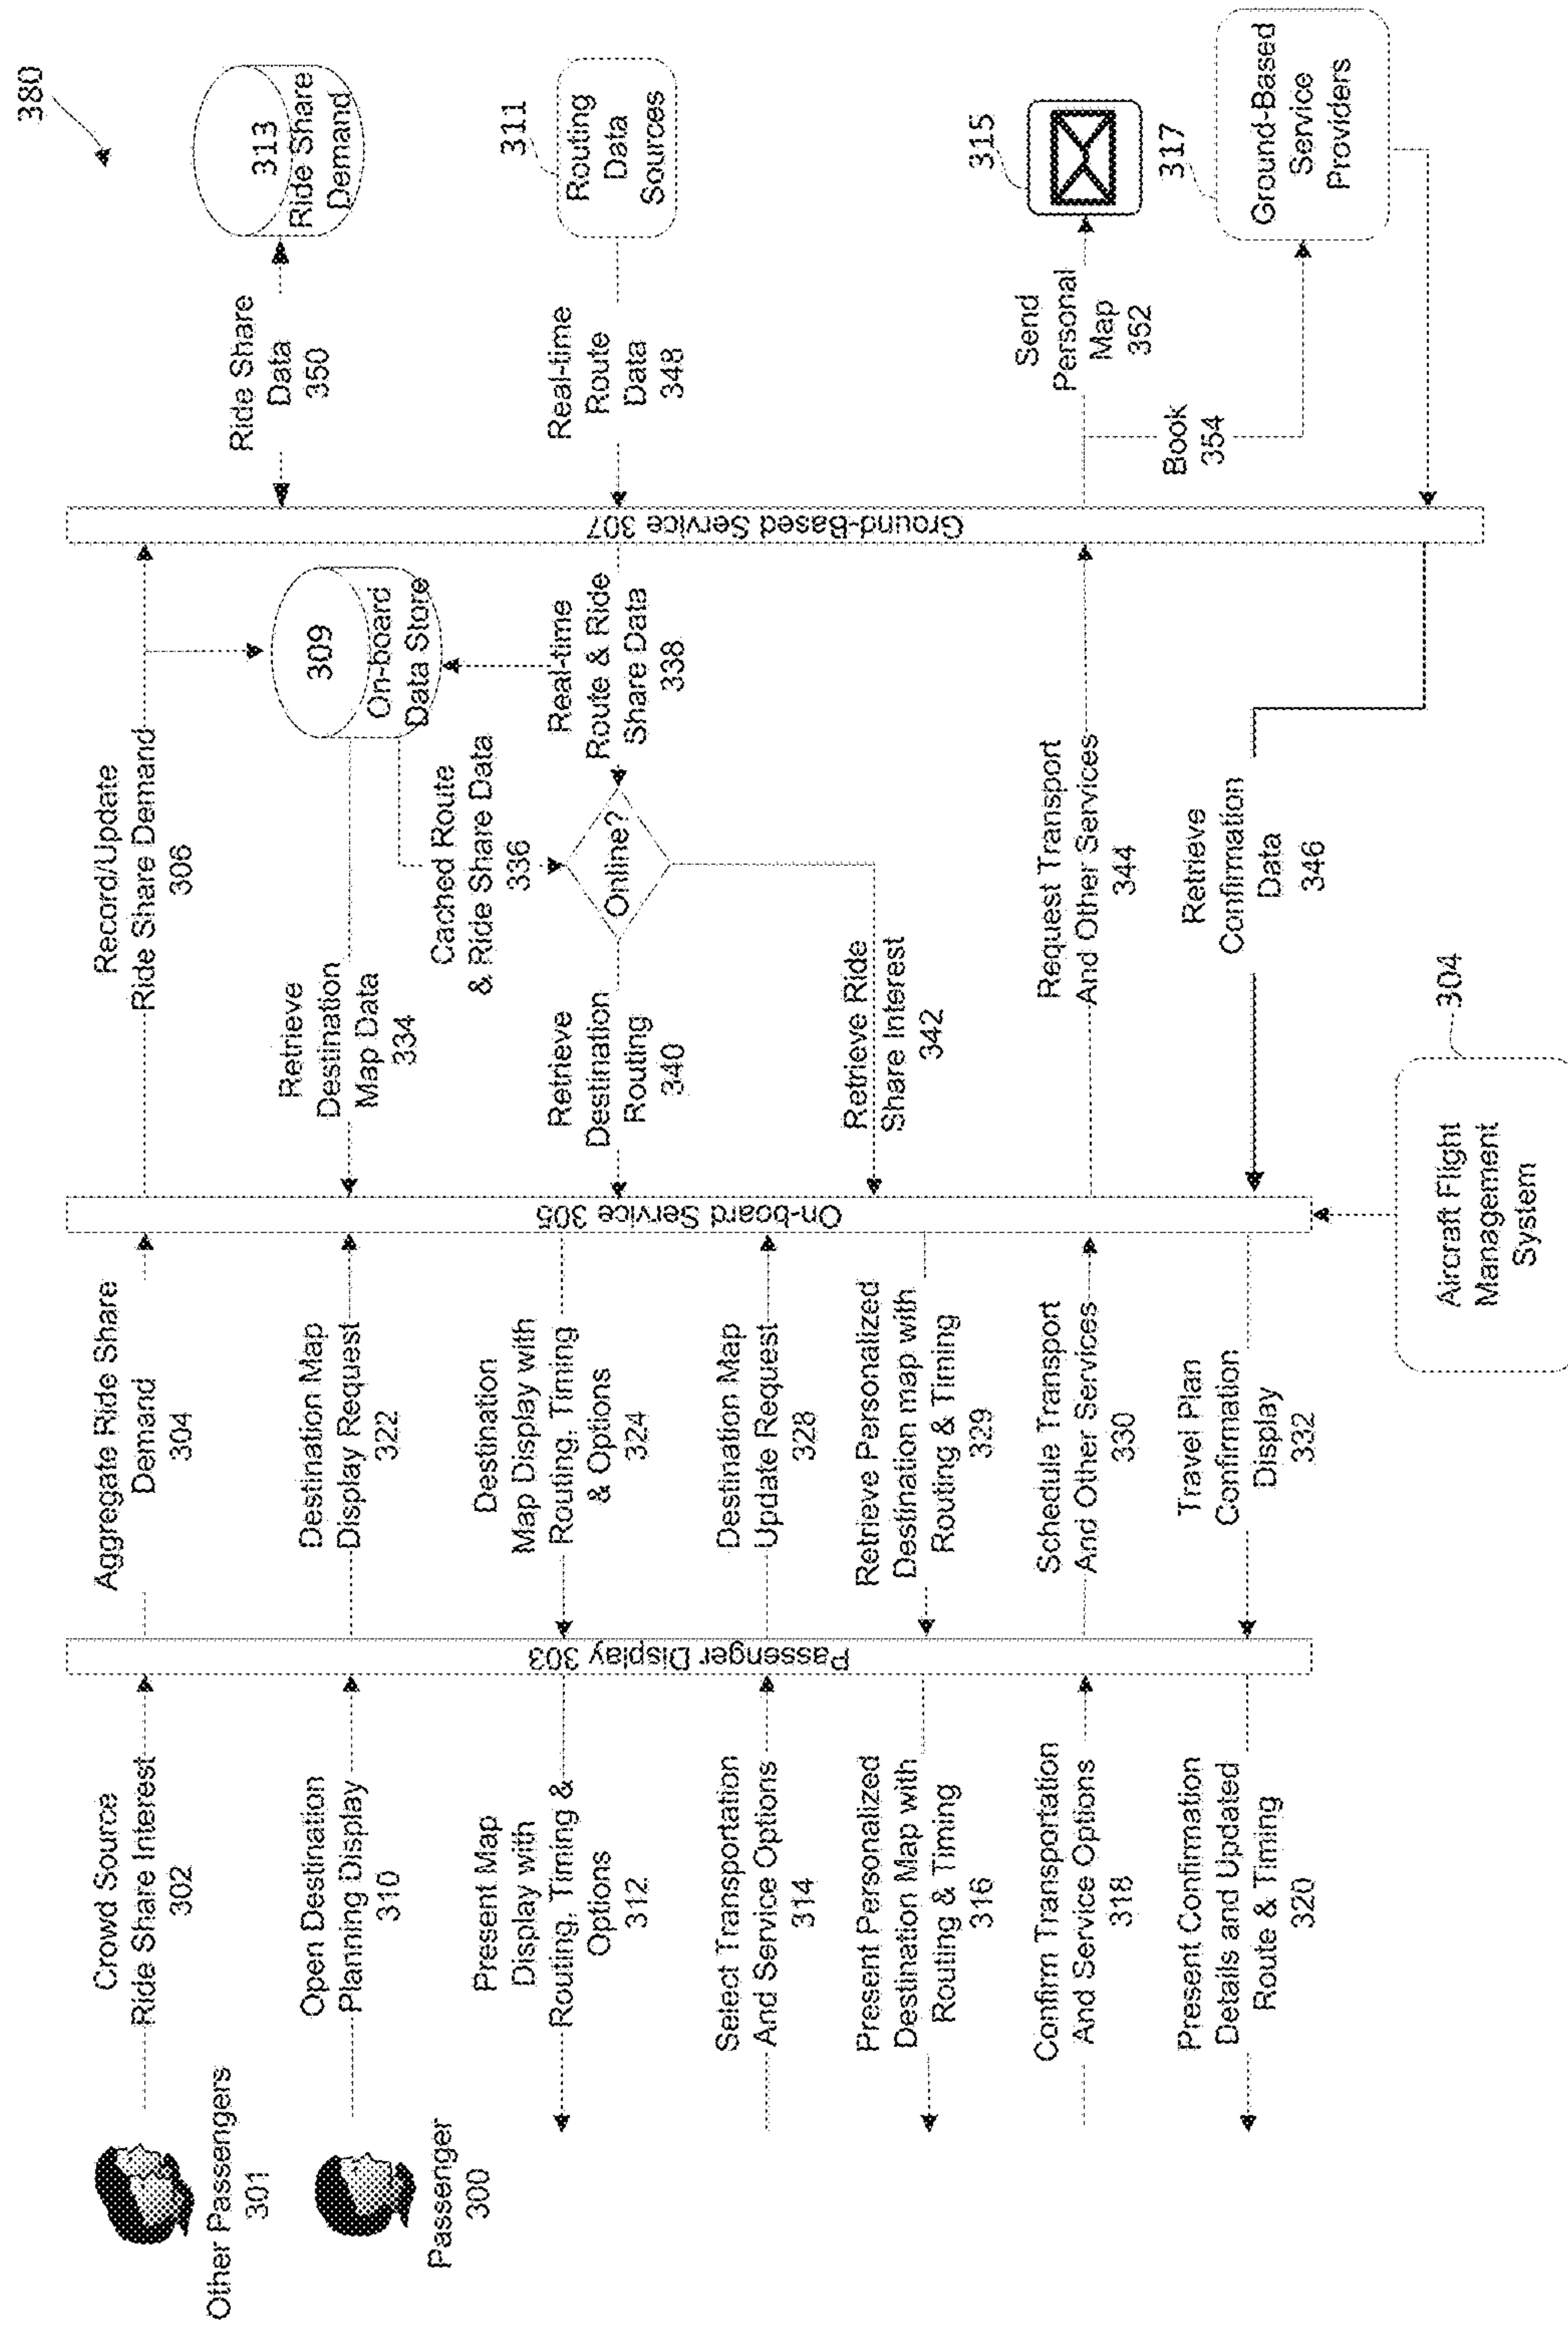 380
Other Passengers
301
Crowd Source
Ride Share Interest
302
Aggregate Ride Share
Demand
304
Record/Update
Ride Share Demand
306
Ride Share
Data
350
313
Ride Share
Demand
Passenger
300
Open Destination
Planning Display
310
Destination Map
Display Request
322
Retrieve
Destination
Map Data
334
309
On-board
Data Store
Cached Route
& Ride Share Data
336
Present Map
Display with
Routing, Timing &
Options
312
Destination
Map Display with
Routing, Timing
& Options
324
Retrieve
Destination
Routing
340
Online?
Real-time
Route & Ride
Share Data
338
Real-time
Route
Data
348
311
Routing
Data
Sources
Passenger Display 303
On-board Service 305
Ground-Based Service 307
Select Transportation
And Service Options
314
Destination Map
Update Request
328
Present Personalized
Destination Map with
Routing & Timing
316
Retrieve Personalized
Destination map with
Routing & Timing
329
Retrieve Ride
Share Interest
342
Confirm Transportation
And Service Options
318
Schedule Transport
And Other Services
330
Request Transport
And Other Services
344
Send
Personal
Map
352
315
Book
354
317
Ground-Based
Service
Providers
Present Confirmation
Details and Updated
Route & Timing
320
Travel Plan
Confirmation
Display
332
Retrieve
Confirmation
Data
346
304
Aircraft Flight
Management
System